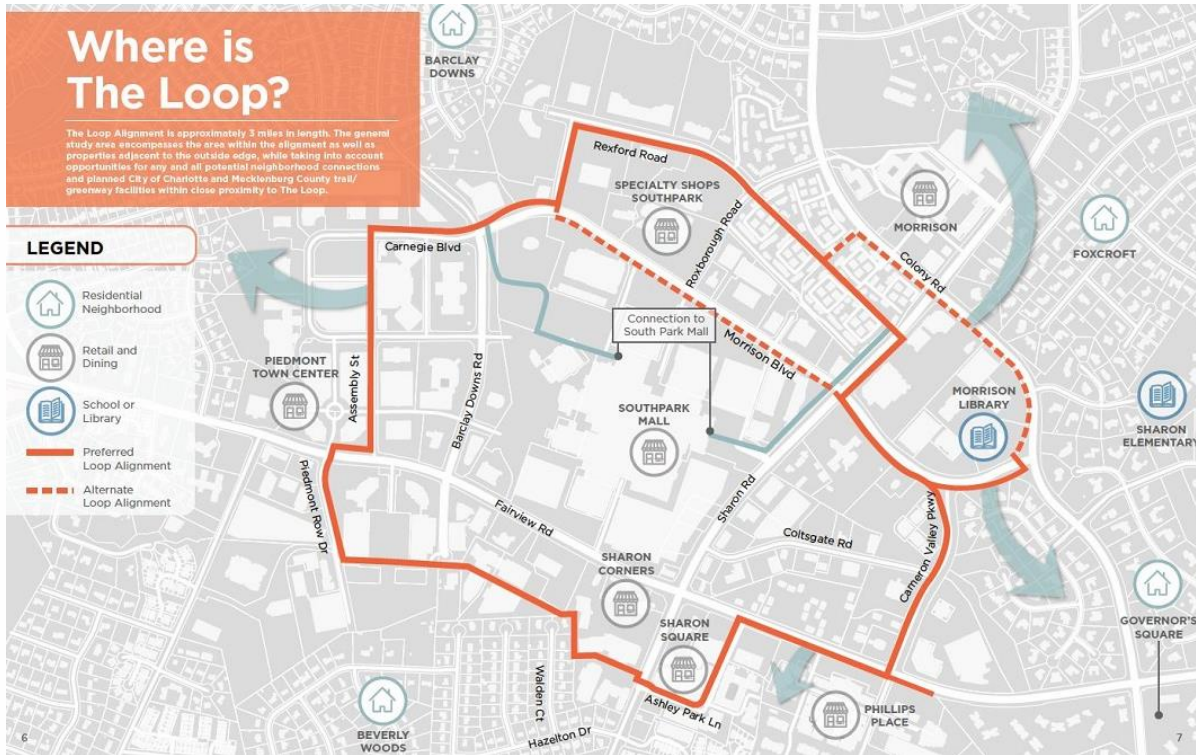 Where is
The Loop?
The Loop Alignment is approximately 3 miles in length. The general
study area encompasses the area within the alignment as well as
properties adjacent to the outside edge, while taking into account
opportunities for any and all potential neighborhood connections
and planned City of Charlotte and Mecklenburg County trail/
greenway facilities within close proximity to The Loop.
LEGEND
Residential
Neighborhood
Retail and
Dining
School or
Library
Preferred
Loop Alignment
Alternate
Loop Alignment
BARCLAY
DOWNS
Rexford Road
SPECIALTY SHOPS
SOUTHPARK
Roxborough Road
MORRISON
Colony Rd
FOXCROFT
Carnegie Blvd
Connection to
South Park Mall
Morrison Blvd
PIEDMONT
TOWN CENTER
Assembly St
Barclay Downs Rd
SOUTHPARK
MALL
MORRISON
LIBRARY
SHARON
ELEMENTARY
Piedmont Row Dr
Fairview Rd
Sharon Rd
Coltsgate Rd
Cameron Valley Pkwy
SHARON
CORNERS
SHARON
SQUARE
GOVERNOR'S
SQUARE
Walden Ct
Ashley Park Ln
Hazelton Dr
PHILLIPS
PLACE
BEVERLY
WOODS
6
7